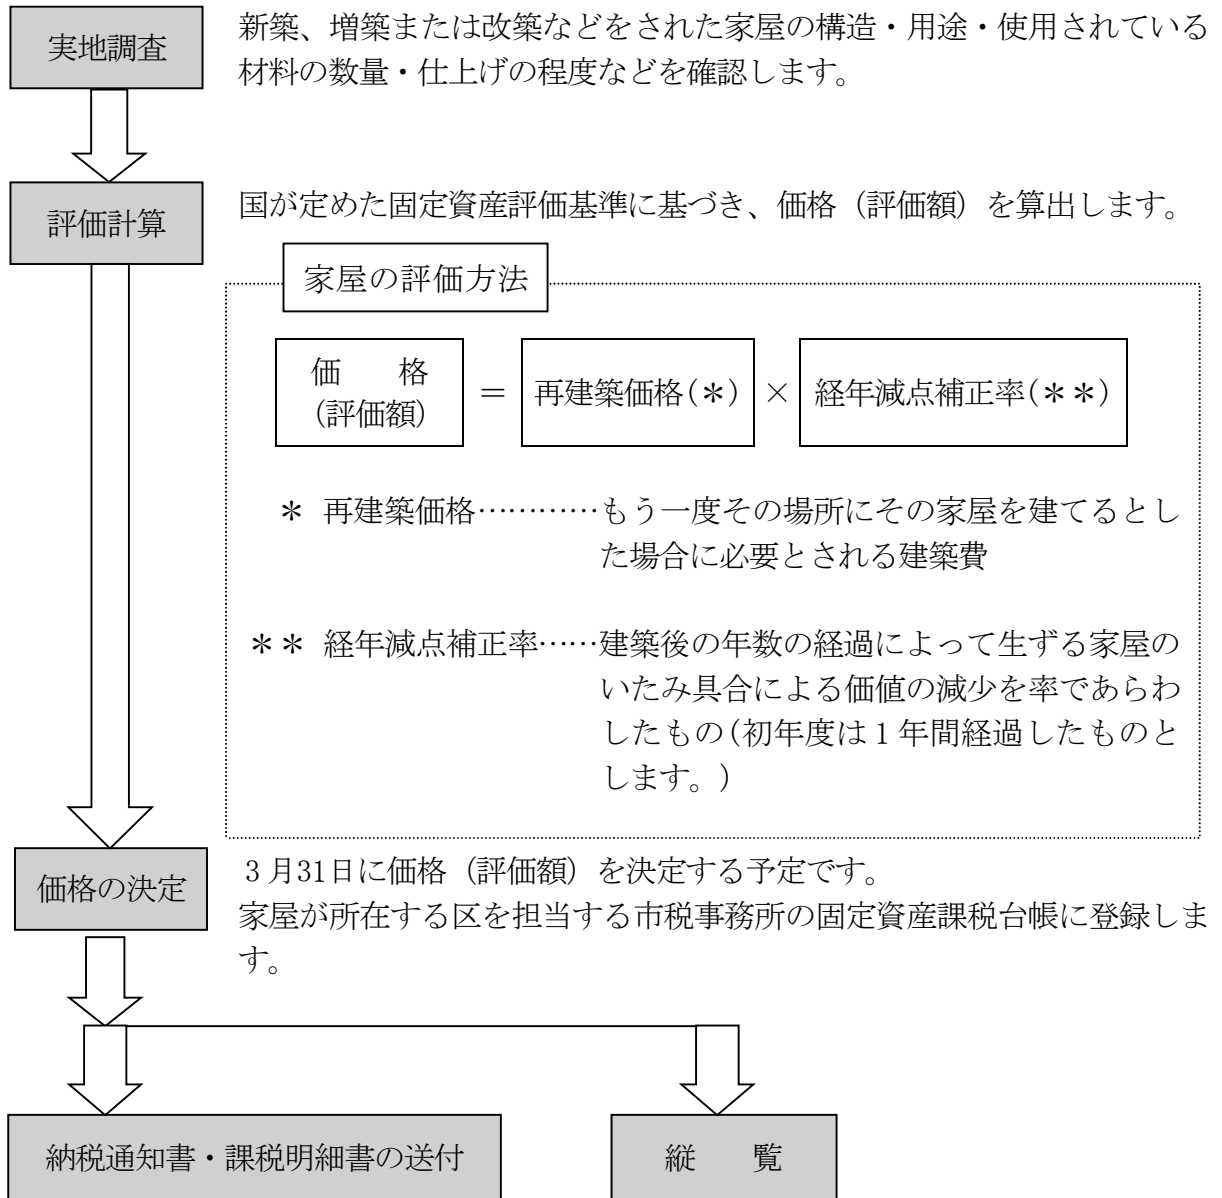 実地調査
新築、増築または改築などをされた家屋の構造・用途・使用されている
材料の数量・仕上げの程度などを確認します。
評価計算
国が定めた固定資産評価基準に基づき、価格（評価額）を算出します。
家屋の評価方法
価　　格
(評価額)
＝
再建築価格(＊)
×
経年減点補正率(＊＊)
＊ 再建築価格…………もう一度その場所にその家屋を建てるとし
た場合に必要とされる建築費
＊＊ 経年減点補正率……建築後の年数の経過によって生ずる家屋の
いたみ具合による価値の減少を率であらわ
したもの(初年度は１年間経過したものと
します。)
価格の決定
３月31日に価格（評価額）を決定する予定です。
家屋が所在する区を担当する市税事務所の固定資産課税台帳に登録しま
す。
納税通知書・課税明細書の送付
縦　　覧